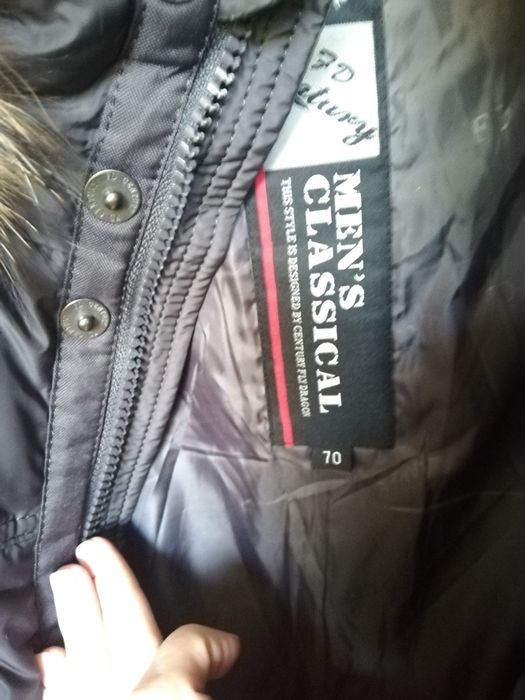 MEN'S
CLASSICAL
THIS STYLE IS DESIGNED BY CENTURY FLY DRAGON
70